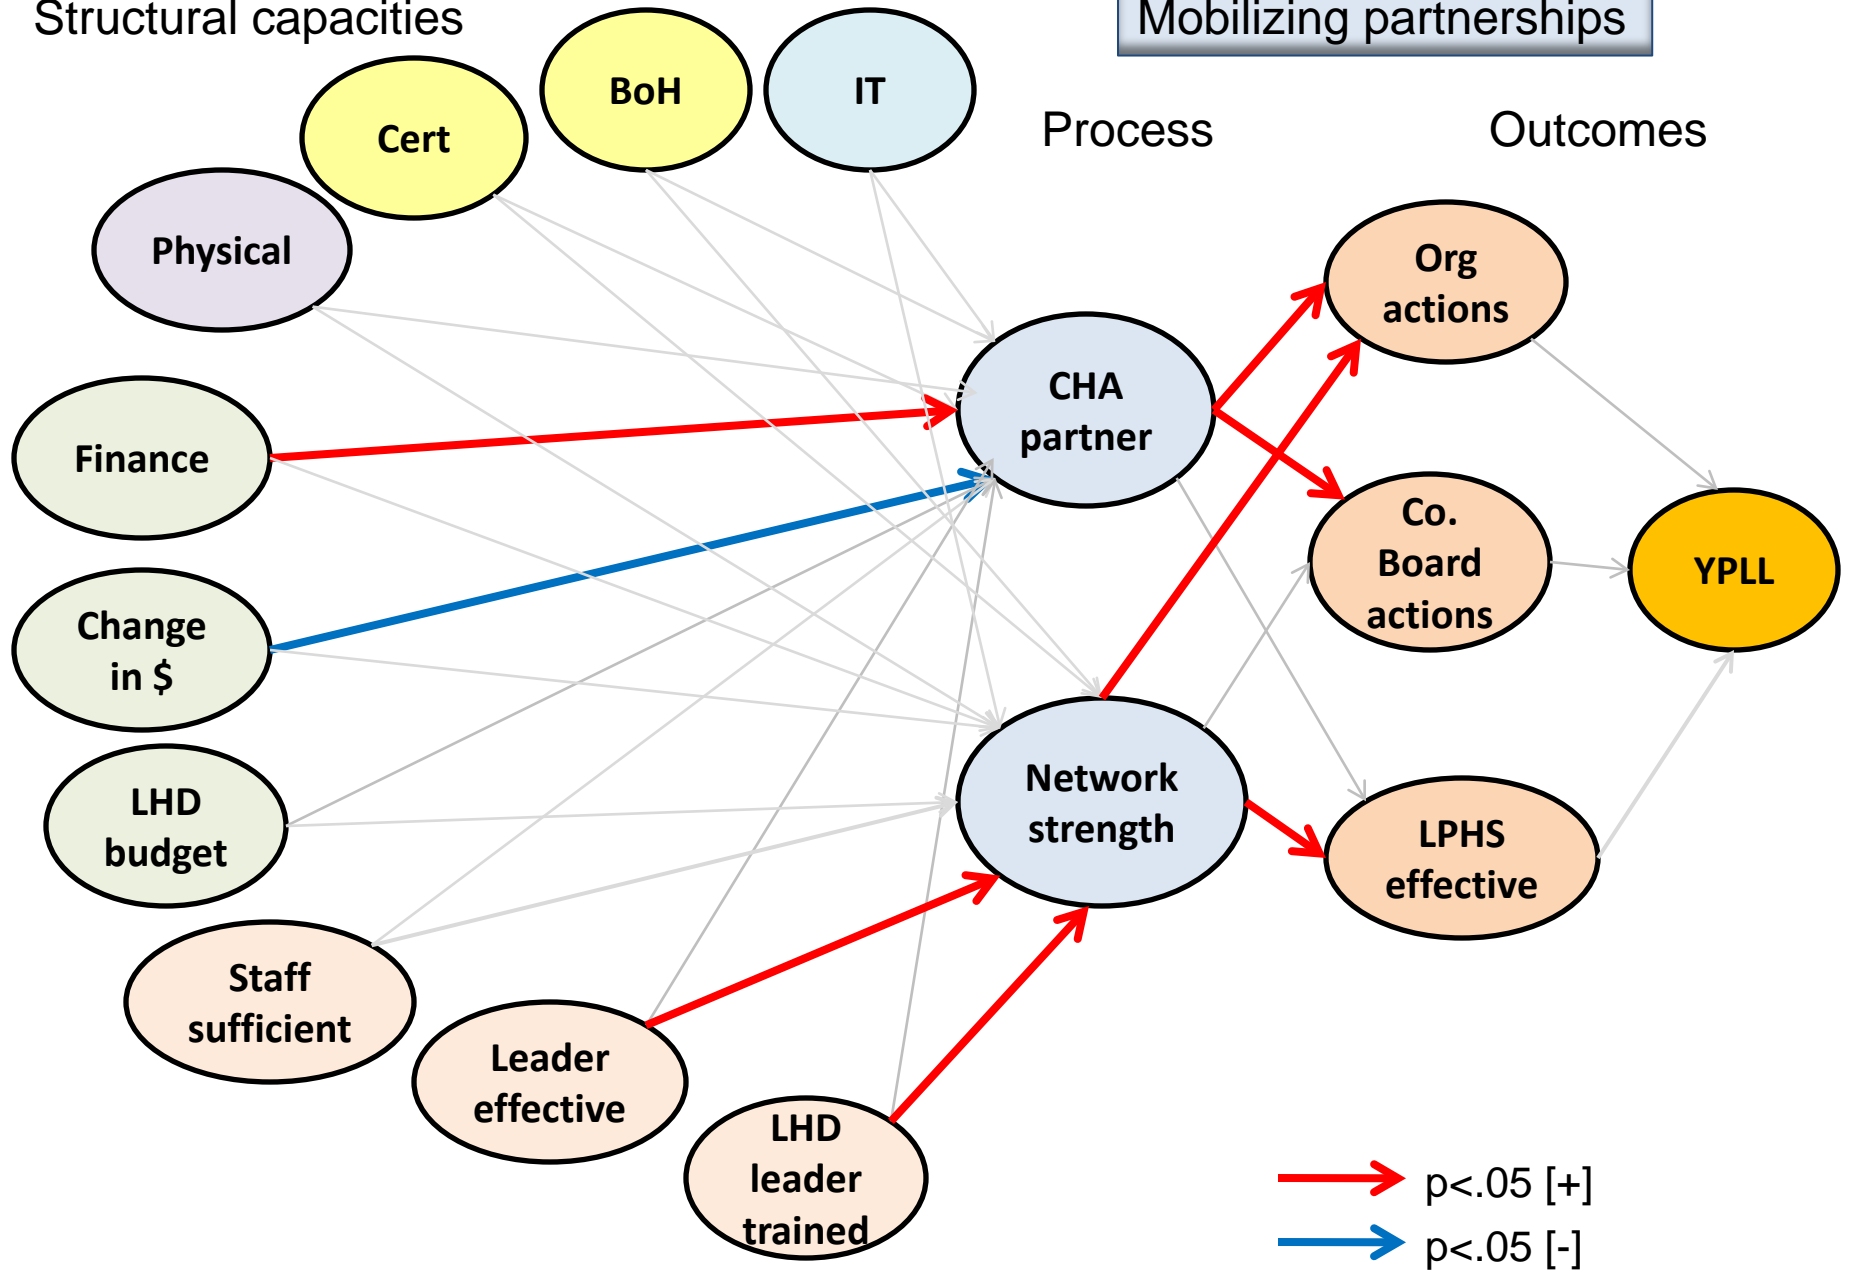 Structural capacities
Mobilizing partnerships
BoH
IT
Cert
Process
Outcomes
Physical
Org
actions
CHA
partner
Finance
Co.
Board
actions
YPLL
Change
in $
Network
strength
LHD
budget
LPHS
effective
Staff
sufficient
Leader
effective
LHD
leader
trained
p<.05 [+]
p<.05 [-]